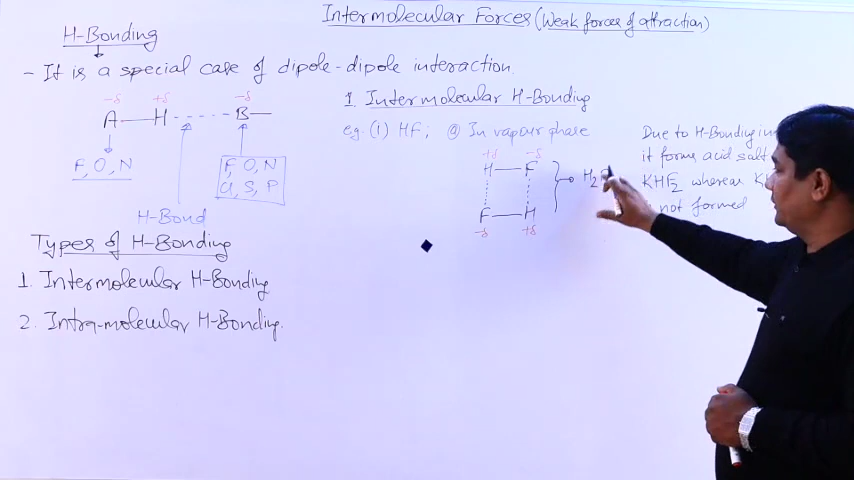 Intermolecular Forces (Weak forces of attraction)
H-Bonding
- It is a special case of dipole-dipole interaction.
-δ +δ -δ
A—H-----B—
F, O, N
F, O, N
Cl, S, P
H-Bond
Types of H-Bonding
1. Intermolecular H-Bonding
2. Intra-molecular H-Bonding.
1. Intermolecular H-Bonding
eg. (1) HF; @ In vapour phase
+δ -δ
H—F
F—H
-δ +δ
H2
Due to H-Bonding in
it forms acid salt
KHF2 whereas
not formed